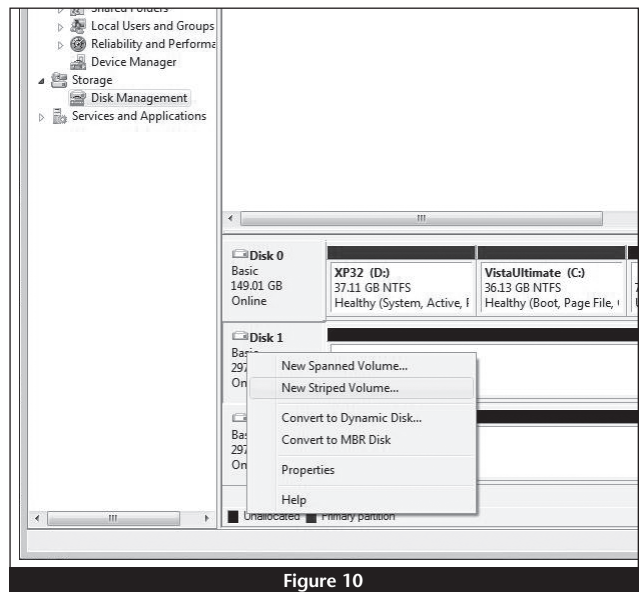 Shared Folders
Local Users and Groups
Reliability and Performa
Device Manager
Storage
Disk Management
Services and Applications
Disk 0
Basic
149.01 GB
Online
XP32 (D:)
37.11 GB NTFS
Healthy (System, Active, F
VistaUltimate (C:)
36.13 GB NTFS
Healthy (Boot, Page File,
Disk 1
Basic
297
On
New Spanned Volume...
New Striped Volume...
Convert to Dynamic Disk...
Convert to MBR Disk
Properties
Help
Bas
297
On
Unallocated
Primary partition
Figure 10